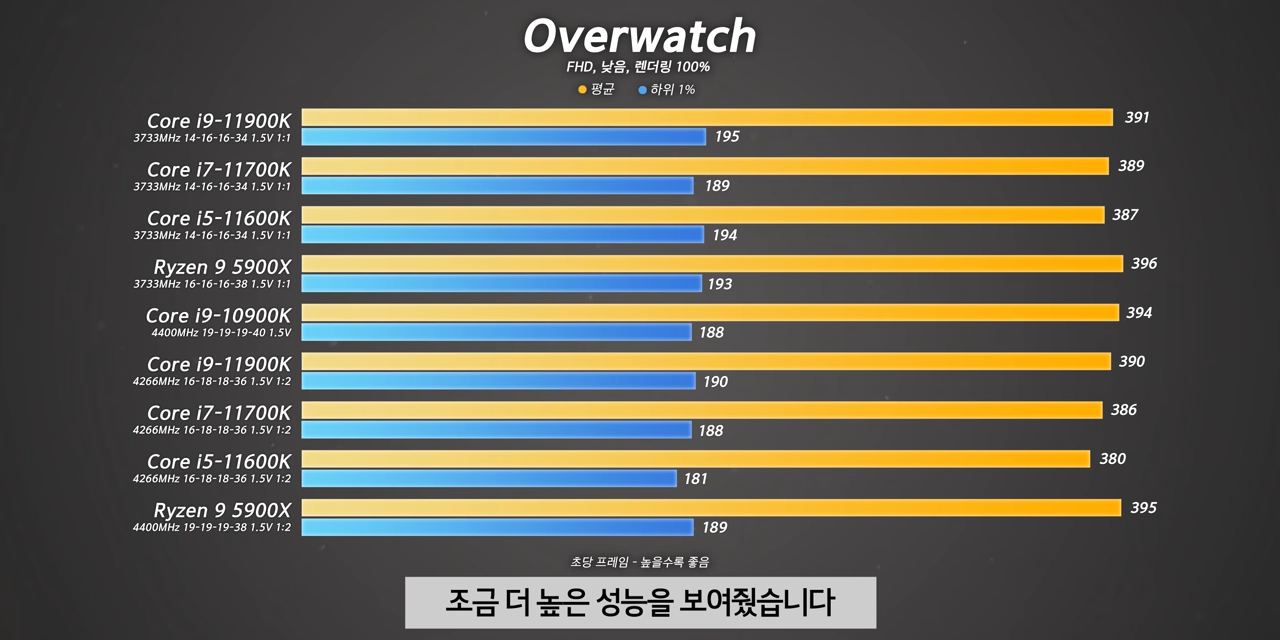 Overwatch
FHD, 낮음, 렌더링 100%
평균 하위 1%
Core i9-11900K 391
3733MHz 14-16-16-34 1.5V 1:1 195
Core i7-11700K 389
3733MHz 14-16-16-34 1.5V 1:1 189
Core i5-11600K 387
3733MHz 14-16-16-34 1.5V 1:1 194
Ryzen 9 5900X 396
3733MHz 16-16-16-38 1.5V 1:1 193
Core i9-10900K 394
4400MHz 19-19-19-40 1.5V 188
Core i9-11900K 390
4266MHz 16-18-18-36 1.5V 1:2 190
Core i7-11700K 386
4266MHz 16-18-18-36 1.5V 1:2 188
Core i5-11600K 380
4266MHz 16-18-18-36 1.5V 1:2 181
Ryzen 9 5900X 395
4400MHz 19-19-19-38 1.5V 1:2 189
초당 프레임 - 높을수록 좋음
조금 더 높은 성능을 보여줬습니다